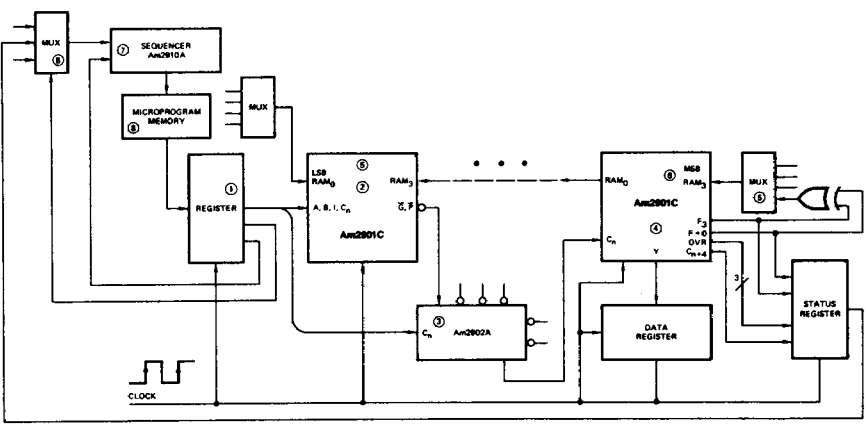 MUX
⑥
⑦
SEQUENCER
Am2910A
MICROPROGRAM
MEMORY
⑧
MUX
①
REGISTER
⑤
LSB
RAM0
②
RAM3
A, B, I, Cn
G, P
Am2901C
• • •
⑥
MSB
RAM0
RAM3
Am2901C
④
Cn
Y
F3
F = 0
OVR
Cn+4
MUX
⑤
3
③
Cn
Am2902A
DATA
REGISTER
STATUS
REGISTER
CLOCK